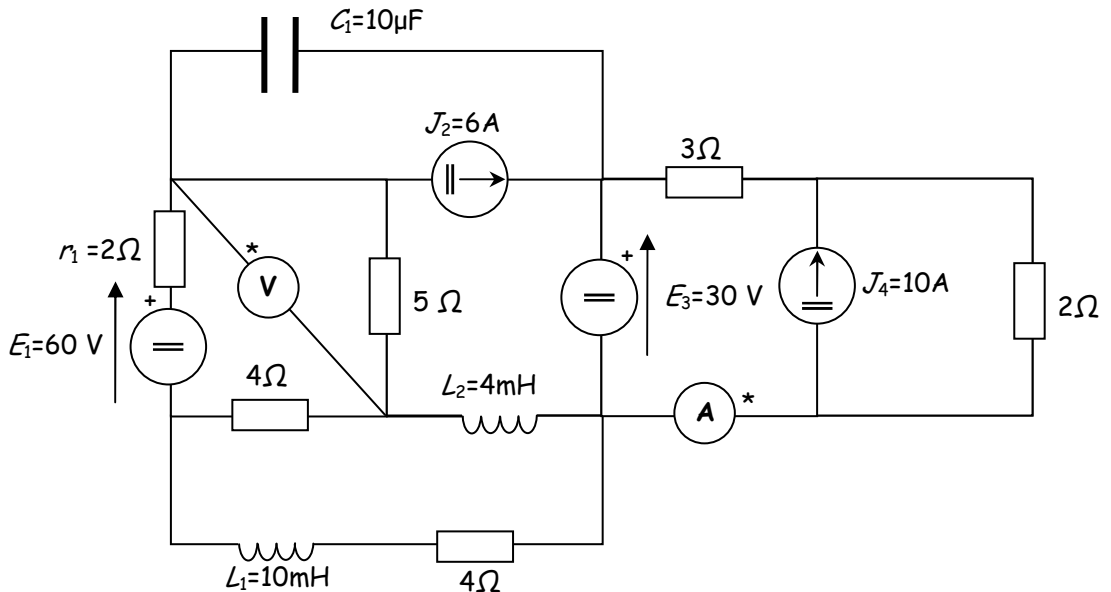 C₁=10µF
J₂=6A
3Ω
r₁ =2Ω
*
V
5 Ω
+
E₃=30 V
J₄=10A
2Ω
+
E₁=60 V
4Ω
L₂=4mH
A
*
L₁=10mH
4Ω